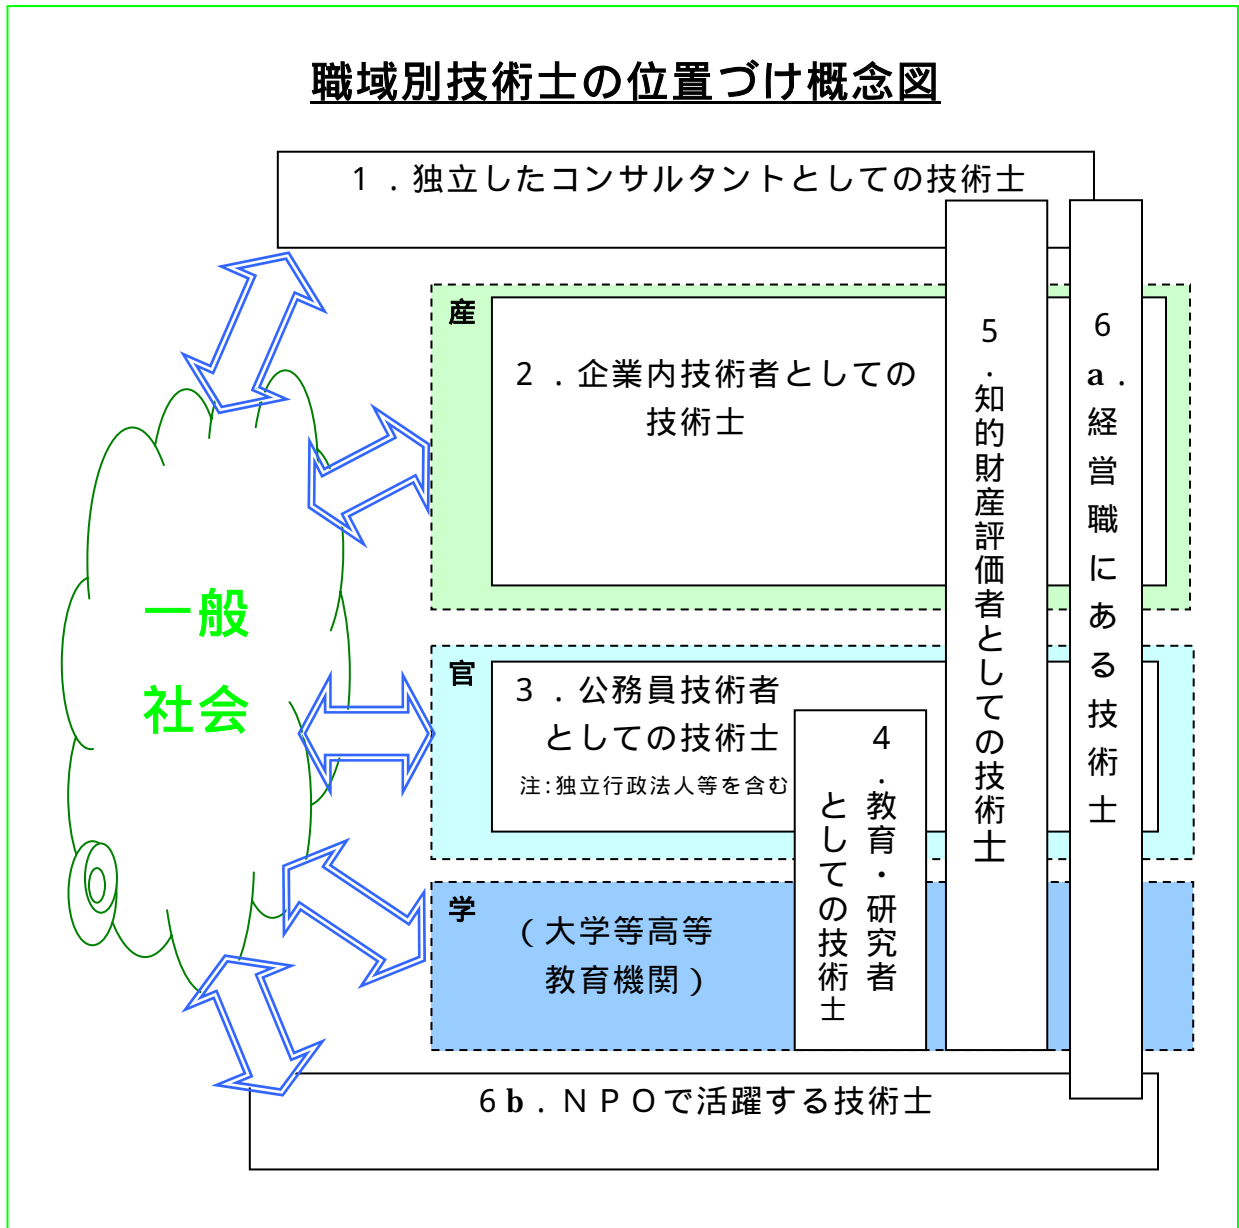 職域別技術士の位置づけ概念図
1．独立したコンサルタントとしての技術士
産
2．企業内技術者としての
技術士
5．知的財産評価者としての技術士
6a．経営職にある技術士
一般
社会
官
3．公務員技術者
としての技術士
注:独立行政法人等を含む
4．教育・研究者
としての技術士
学
（大学等高等
教育機関）
6b．ＮＰＯで活躍する技術士